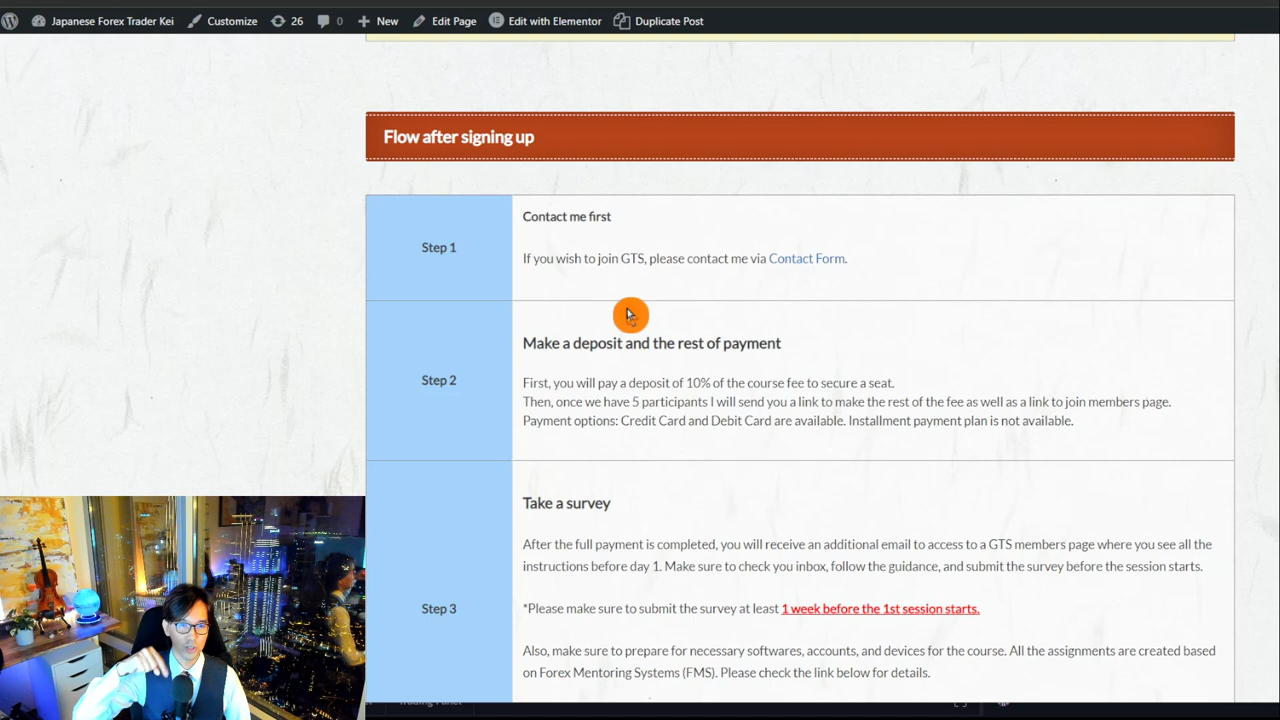 Japanese Forex Trader Kei Customize 26 0 New Edit Page Edit with Elementor Duplicate Post
Flow after signing up
Step 1
Contact me first
If you wish to join GTS, please contact me via Contact Form.
Step 2
Make a deposit and the rest of payment
First, you will pay a deposit of 10% of the course fee to secure a seat.
Then, once we have 5 participants I will send you a link to make the rest of the fee as well as a link to join members page.
Payment options: Credit Card and Debit Card are available. Installment payment plan is not available.
Step 3
Take a survey
After the full payment is completed, you will receive an additional email to access to a GTS members page where you see all the
instructions before day 1. Make sure to check you inbox, follow the guidance, and submit the survey before the session starts.
*Please make sure to submit the survey at least 1 week before the 1st session starts.
Also, make sure to prepare for necessary softwares, accounts, and devices for the course. All the assignments are created based
on Forex Mentoring Systems (FMS). Please check the link below for details.